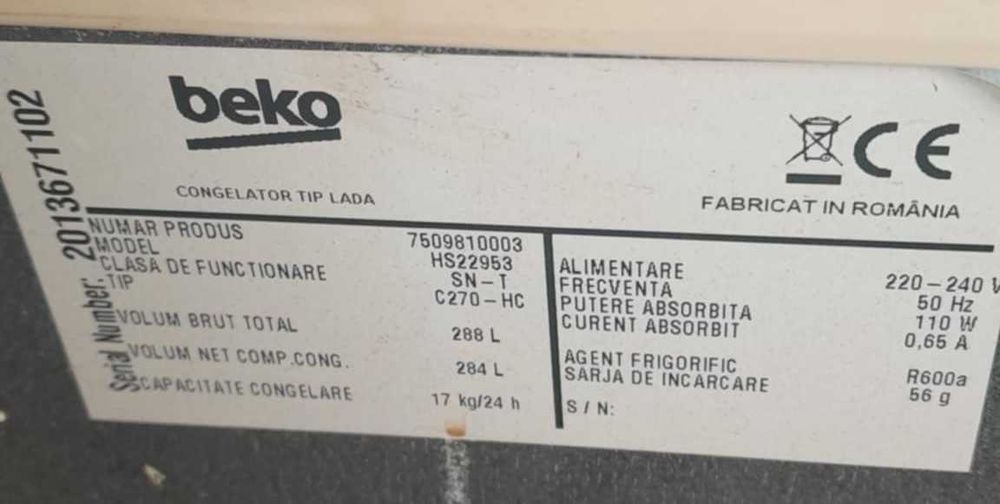 beko
CONGELATOR TIP LADA
FABRICAT IN ROMÂNIA
Serial Number: 2013671102
NUMAR PRODUS 7509810003
MODEL HS22953
CLASA DE FUNCTIONARE SN-T
TIP C270-HC
VOLUM BRUT TOTAL 288 L
VOLUM NET COMP.CONG. 284 L
CAPACITATE CONGELARE 17 kg/24 h
ALIMENTARE 220-240 V
FRECVENTA 50 Hz
PUTERE ABSORBITA 110 W
CURENT ABSORBIT 0,65 A
AGENT FRIGORIFIC R600a
SARJA DE INCARCARE 56 g
S/N: